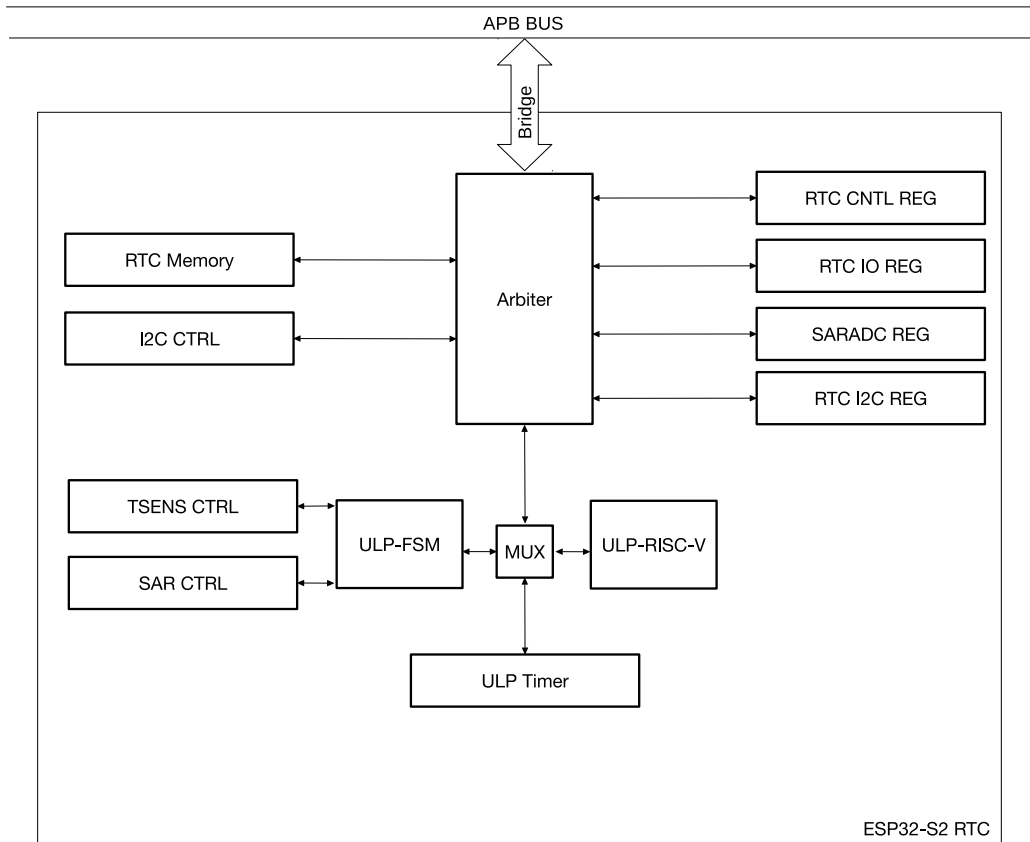 APB BUS
Bridge
RTC CNTL REG
RTC Memory
RTC IO REG
Arbiter
I2C CTRL
SARADC REG
RTC I2C REG
TSENS CTRL
ULP-FSM
MUX
ULP-RISC-V
SAR CTRL
ULP Timer
ESP32-S2 RTC